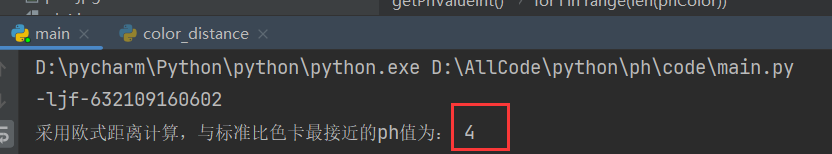 getPhValueInt() for i in range(len(phColor))
main
color_distance
D:\pycharm\Python\python\python.exe D:\AllCode\python\ph\code\main.py
-ljf-632109160602
采用欧式距离计算，与标准比色卡最接近的ph值为： 4